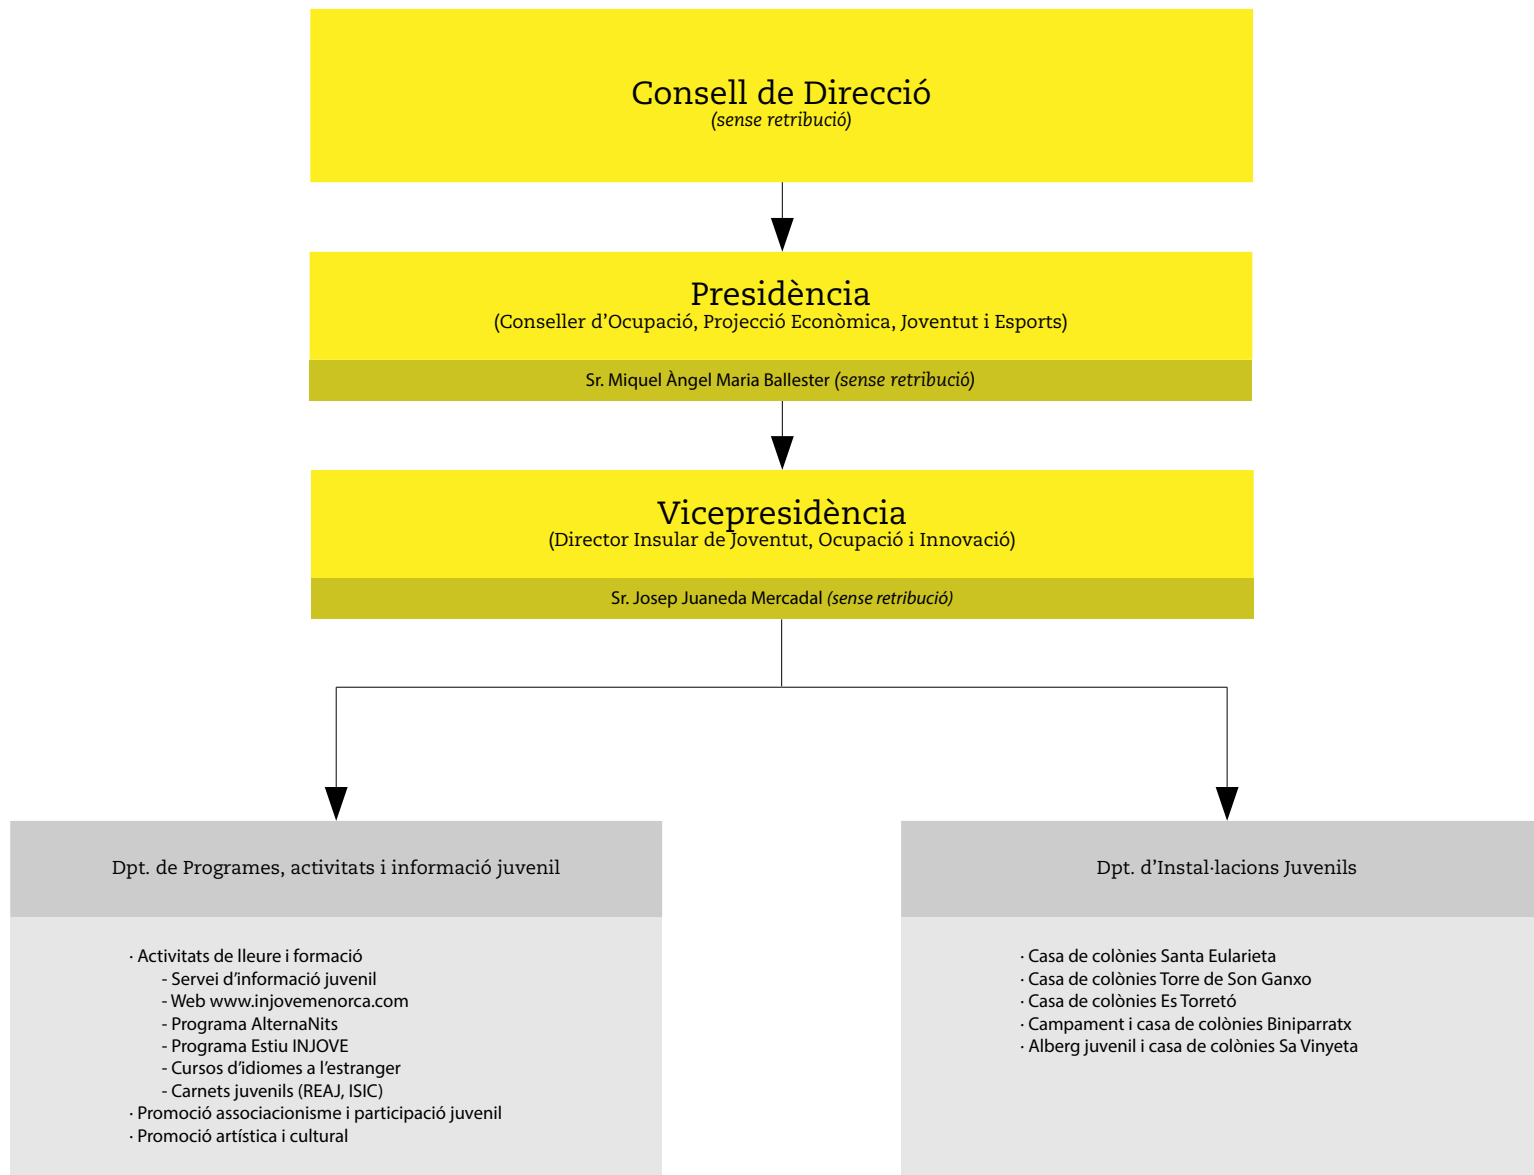 Consell de Direcció
(sense retribució)
Presidència
(Conseller d’Ocupació, Projecció Econòmica, Joventut i Esports)
Sr. Miquel Àngel Maria Ballester (sense retribució)
Vicepresidència
(Director Insular de Joventut, Ocupació i Innovació)
Sr. Josep Juaneda Mercadal (sense retribució)
Dpt. de Programes, activitats i informació juvenil
· Activitats de lleure i formació
- Servei d’informació juvenil
- Web www.injovemenorca.com
- Programa AlternaNits
- Programa Estiu INJOVE
- Cursos d’idiomes a l’estranger
- Carnets juvenils (REAJ, ISIC)
· Promoció associacionisme i participació juvenil
· Promoció artística i cultural
Dpt. d’Instal·lacions Juvenils
· Casa de colònies Santa Eularieta
· Casa de colònies Torre de Son Ganxo
· Casa de colònies Es Torretó
· Campament i casa de colònies Biniparratx
· Alberg juvenil i casa de colònies Sa Vinyeta